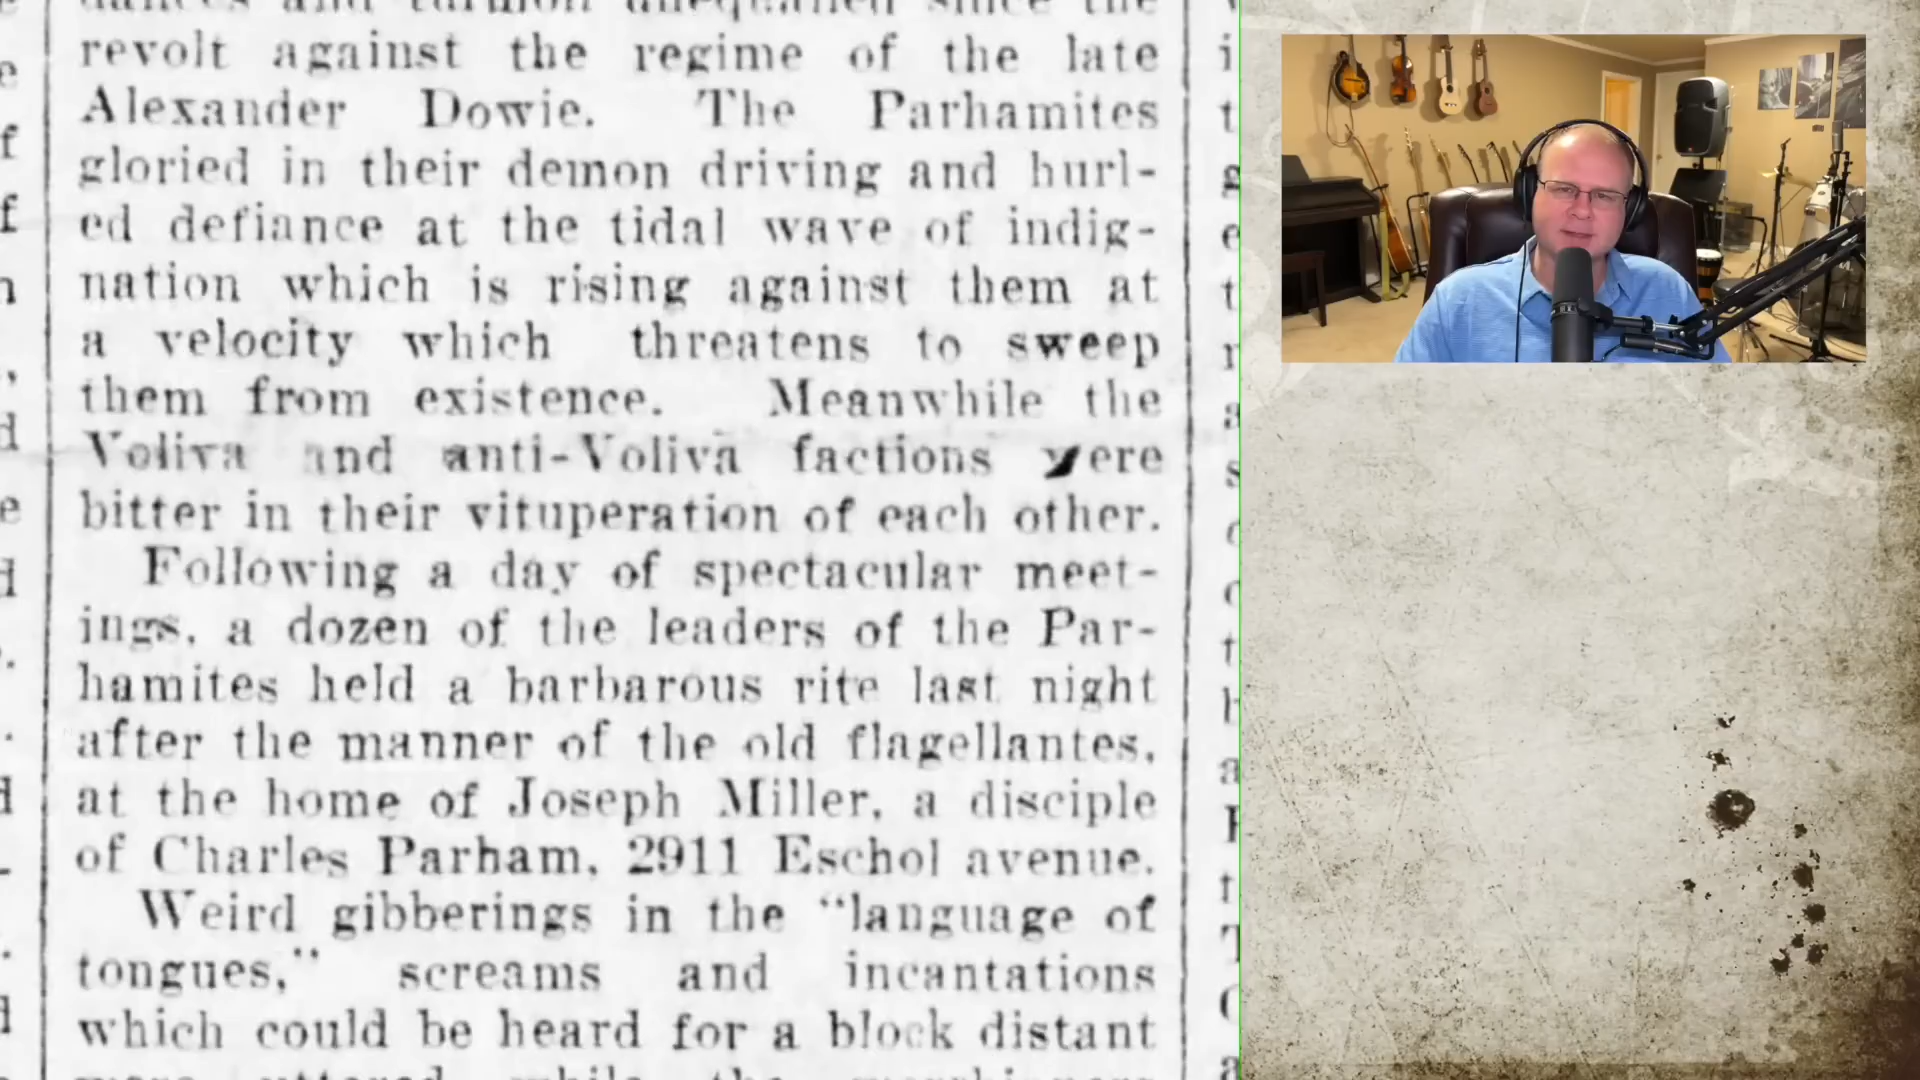 revolt against the regime of the late
Alexander Dowie. The Parhamites
gloried in their demon driving and hurl-
ed defiance at the tidal wave of indig-
nation which is rising against them at
a velocity which threatens to sweep
them from existence. Meanwhile the
Voliva and anti-Voliva factions were
bitter in their vituperation of each other.
Following a day of spectacular meet-
ings, a dozen of the leaders of the Par-
hamites held a barbarous rite last night
after the manner of the old flagellantes,
at the home of Joseph Miller, a disciple
of Charles Parham, 2911 Eschol avenue.
Weird gibberings in the "language of
tongues," screams and incantations
which could be heard for a block distant